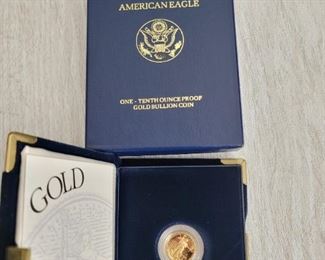 AMERICAN EAGLE
ONE - TENTH OUNCE PROOF
GOLD BULLION COIN
GOLD